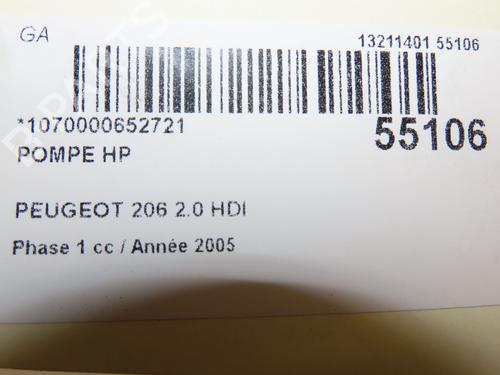 GA
13211401 55106
*1070000652721
55106
POMPE HP
PEUGEOT 206 2.0 HDI
Phase 1 cc / Année 2005